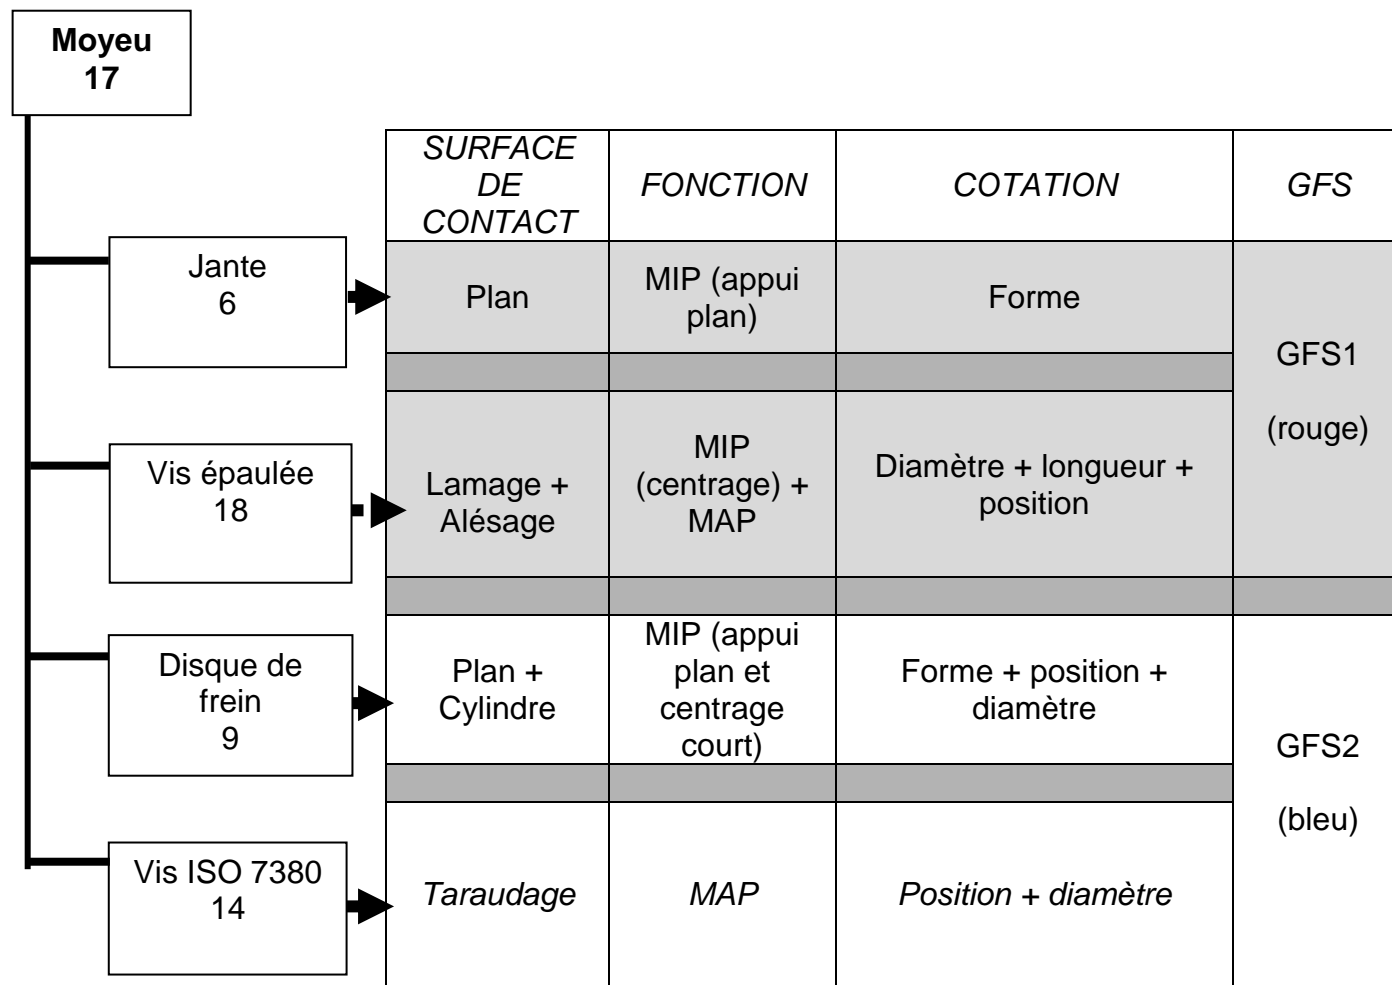 Moyeu
17
SURFACE
DE
CONTACT
FONCTION
COTATION
GFS
Jante
6
Plan
MIP (appui
plan)
Forme
GFS1
(rouge)
Vis épaulée
18
Lamage +
Alésage
MIP
(centrage) +
MAP
Diamètre + longueur +
position
Disque de
frein
9
Plan +
Cylindre
MIP (appui
plan et
centrage
court)
Forme + position +
diamètre
GFS2
(bleu)
Vis ISO 7380
14
Taraudage
MAP
Position + diamètre